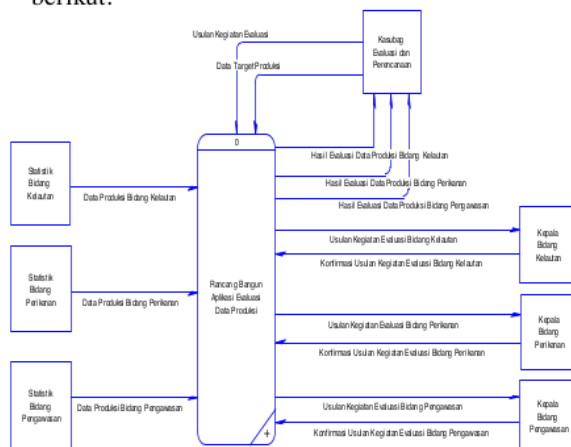 berikut:
Usulan Kegiatan Evaluasi
Kasubag
Evaluasi dan
Perencanaan
Data Target Produksi
0
Hasil Evaluasi Data Produksi Bidang Kelautan
Hasil Evaluasi Data Produksi Bidang Perikanan
Hasil Evaluasi Data Produksi Bidang Pengawasan
Statistik
Bidang
Kelautan
Data Produksi Bidang Kelautan
Usulan Kegiatan Evaluasi Bidang Kelautan
Konfirmasi Usulan Kegiatan Evaluasi Bidang Kelautan
Kepala
Bidang
Kelautan
Statistik
Bidang
Perikanan
Data Produksi Bidang Perikanan
Rancang Bangun
Aplikasi Evaluasi
Data Produksi
Usulan Kegiatan Evaluasi Bidang Perikanan
Konfirmasi Usulan Kegiatan Evaluasi Bidang Perikanan
Kepala
Bidang
Perikanan
Statistik
Bidang
Pengawasan
Data Produksi Bidang Pengawasan
Usulan Kegiatan Evaluasi Bidang Pengawasan
Konfirmasi Usulan Kegiatan Evaluasi Bidang Pengawasan
Kepala
Bidang
Pengawasan
+